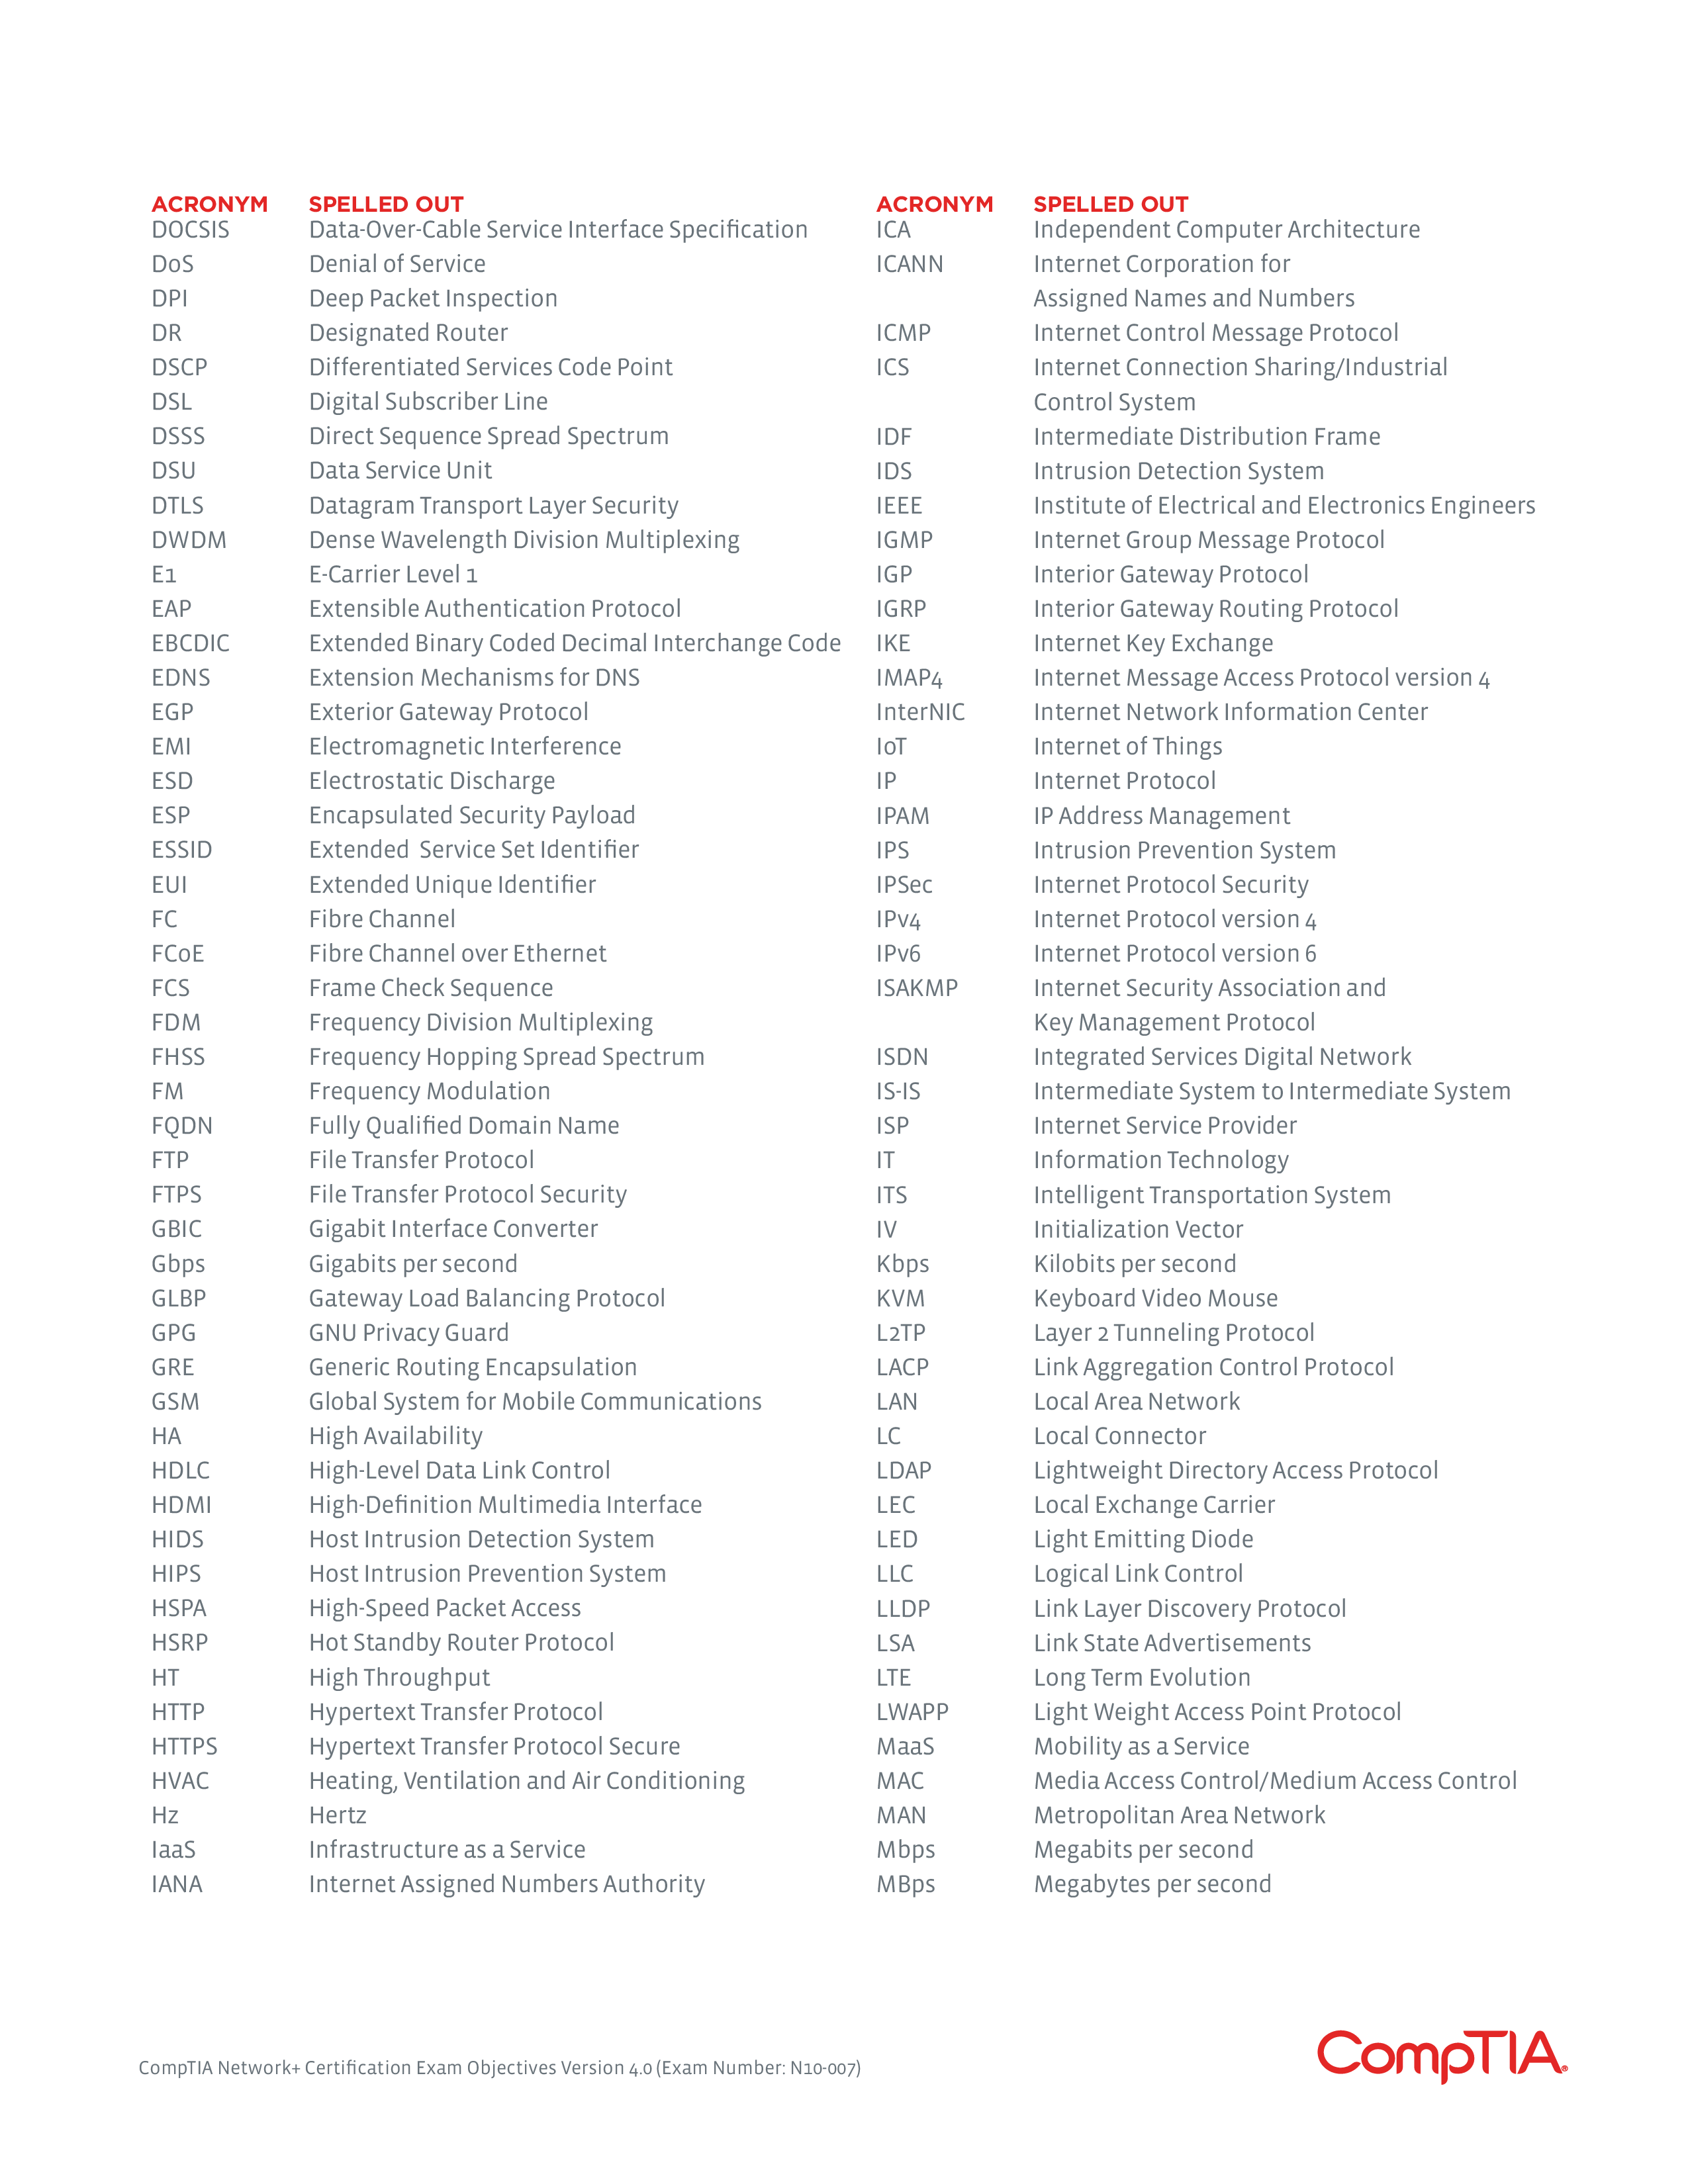 ACRONYM SPELLED OUT
DOCSIS Data-Over-Cable Service Interface Specification
DoS Denial of Service
DPI Deep Packet Inspection
DR Designated Router
DSCP Differentiated Services Code Point
DSL Digital Subscriber Line
DSSS Direct Sequence Spread Spectrum
DSU Data Service Unit
DTLS Datagram Transport Layer Security
DWDM Dense Wavelength Division Multiplexing
E1 E-Carrier Level 1
EAP Extensible Authentication Protocol
EBCDIC Extended Binary Coded Decimal Interchange Code
EDNS Extension Mechanisms for DNS
EGP Exterior Gateway Protocol
EMI Electromagnetic Interference
ESD Electrostatic Discharge
ESP Encapsulated Security Payload
ESSID Extended Service Set Identifier
EUI Extended Unique Identifier
FC Fibre Channel
FCoE Fibre Channel over Ethernet
FCS Frame Check Sequence
FDM Frequency Division Multiplexing
FHSS Frequency Hopping Spread Spectrum
FM Frequency Modulation
FQDN Fully Qualified Domain Name
FTP File Transfer Protocol
FTPS File Transfer Protocol Security
GBIC Gigabit Interface Converter
Gbps Gigabits per second
GLBP Gateway Load Balancing Protocol
GPG GNU Privacy Guard
GRE Generic Routing Encapsulation
GSM Global System for Mobile Communications
HA High Availability
HDLC High-Level Data Link Control
HDMI High-Definition Multimedia Interface
HIDS Host Intrusion Detection System
HIPS Host Intrusion Prevention System
HSPA High-Speed Packet Access
HSRP Hot Standby Router Protocol
HT High Throughput
HTTP Hypertext Transfer Protocol
HTTPS Hypertext Transfer Protocol Secure
HVAC Heating, Ventilation and Air Conditioning
Hz Hertz
IaaS Infrastructure as a Service
IANA Internet Assigned Numbers Authority
ACRONYM SPELLED OUT
ICA Independent Computer Architecture
ICANN Internet Corporation for
Assigned Names and Numbers
ICMP Internet Control Message Protocol
ICS Internet Connection Sharing/Industrial
Control System
IDF Intermediate Distribution Frame
IDS Intrusion Detection System
IEEE Institute of Electrical and Electronics Engineers
IGMP Internet Group Message Protocol
IGP Interior Gateway Protocol
IGRP Interior Gateway Routing Protocol
IKE Internet Key Exchange
IMAP4 Internet Message Access Protocol version 4
InterNIC Internet Network Information Center
IoT Internet of Things
IP Internet Protocol
IPAM IP Address Management
IPS Intrusion Prevention System
IPSec Internet Protocol Security
IPv4 Internet Protocol version 4
IPv6 Internet Protocol version 6
ISAKMP Internet Security Association and
Key Management Protocol
ISDN Integrated Services Digital Network
IS-IS Intermediate System to Intermediate System
ISP Internet Service Provider
IT Information Technology
ITS Intelligent Transportation System
IV Initialization Vector
Kbps Kilobits per second
KVM Keyboard Video Mouse
L2TP Layer 2 Tunneling Protocol
LACP Link Aggregation Control Protocol
LAN Local Area Network
LC Local Connector
LDAP Lightweight Directory Access Protocol
LEC Local Exchange Carrier
LED Light Emitting Diode
LLC Logical Link Control
LLDP Link Layer Discovery Protocol
LSA Link State Advertisements
LTE Long Term Evolution
LWAPP Light Weight Access Point Protocol
MaaS Mobility as a Service
MAC Media Access Control/Medium Access Control
MAN Metropolitan Area Network
Mbps Megabits per second
MBps Megabytes per second
CompTIA Network+ Certification Exam Objectives Version 4.0 (Exam Number: N10-007)
CompTIA®